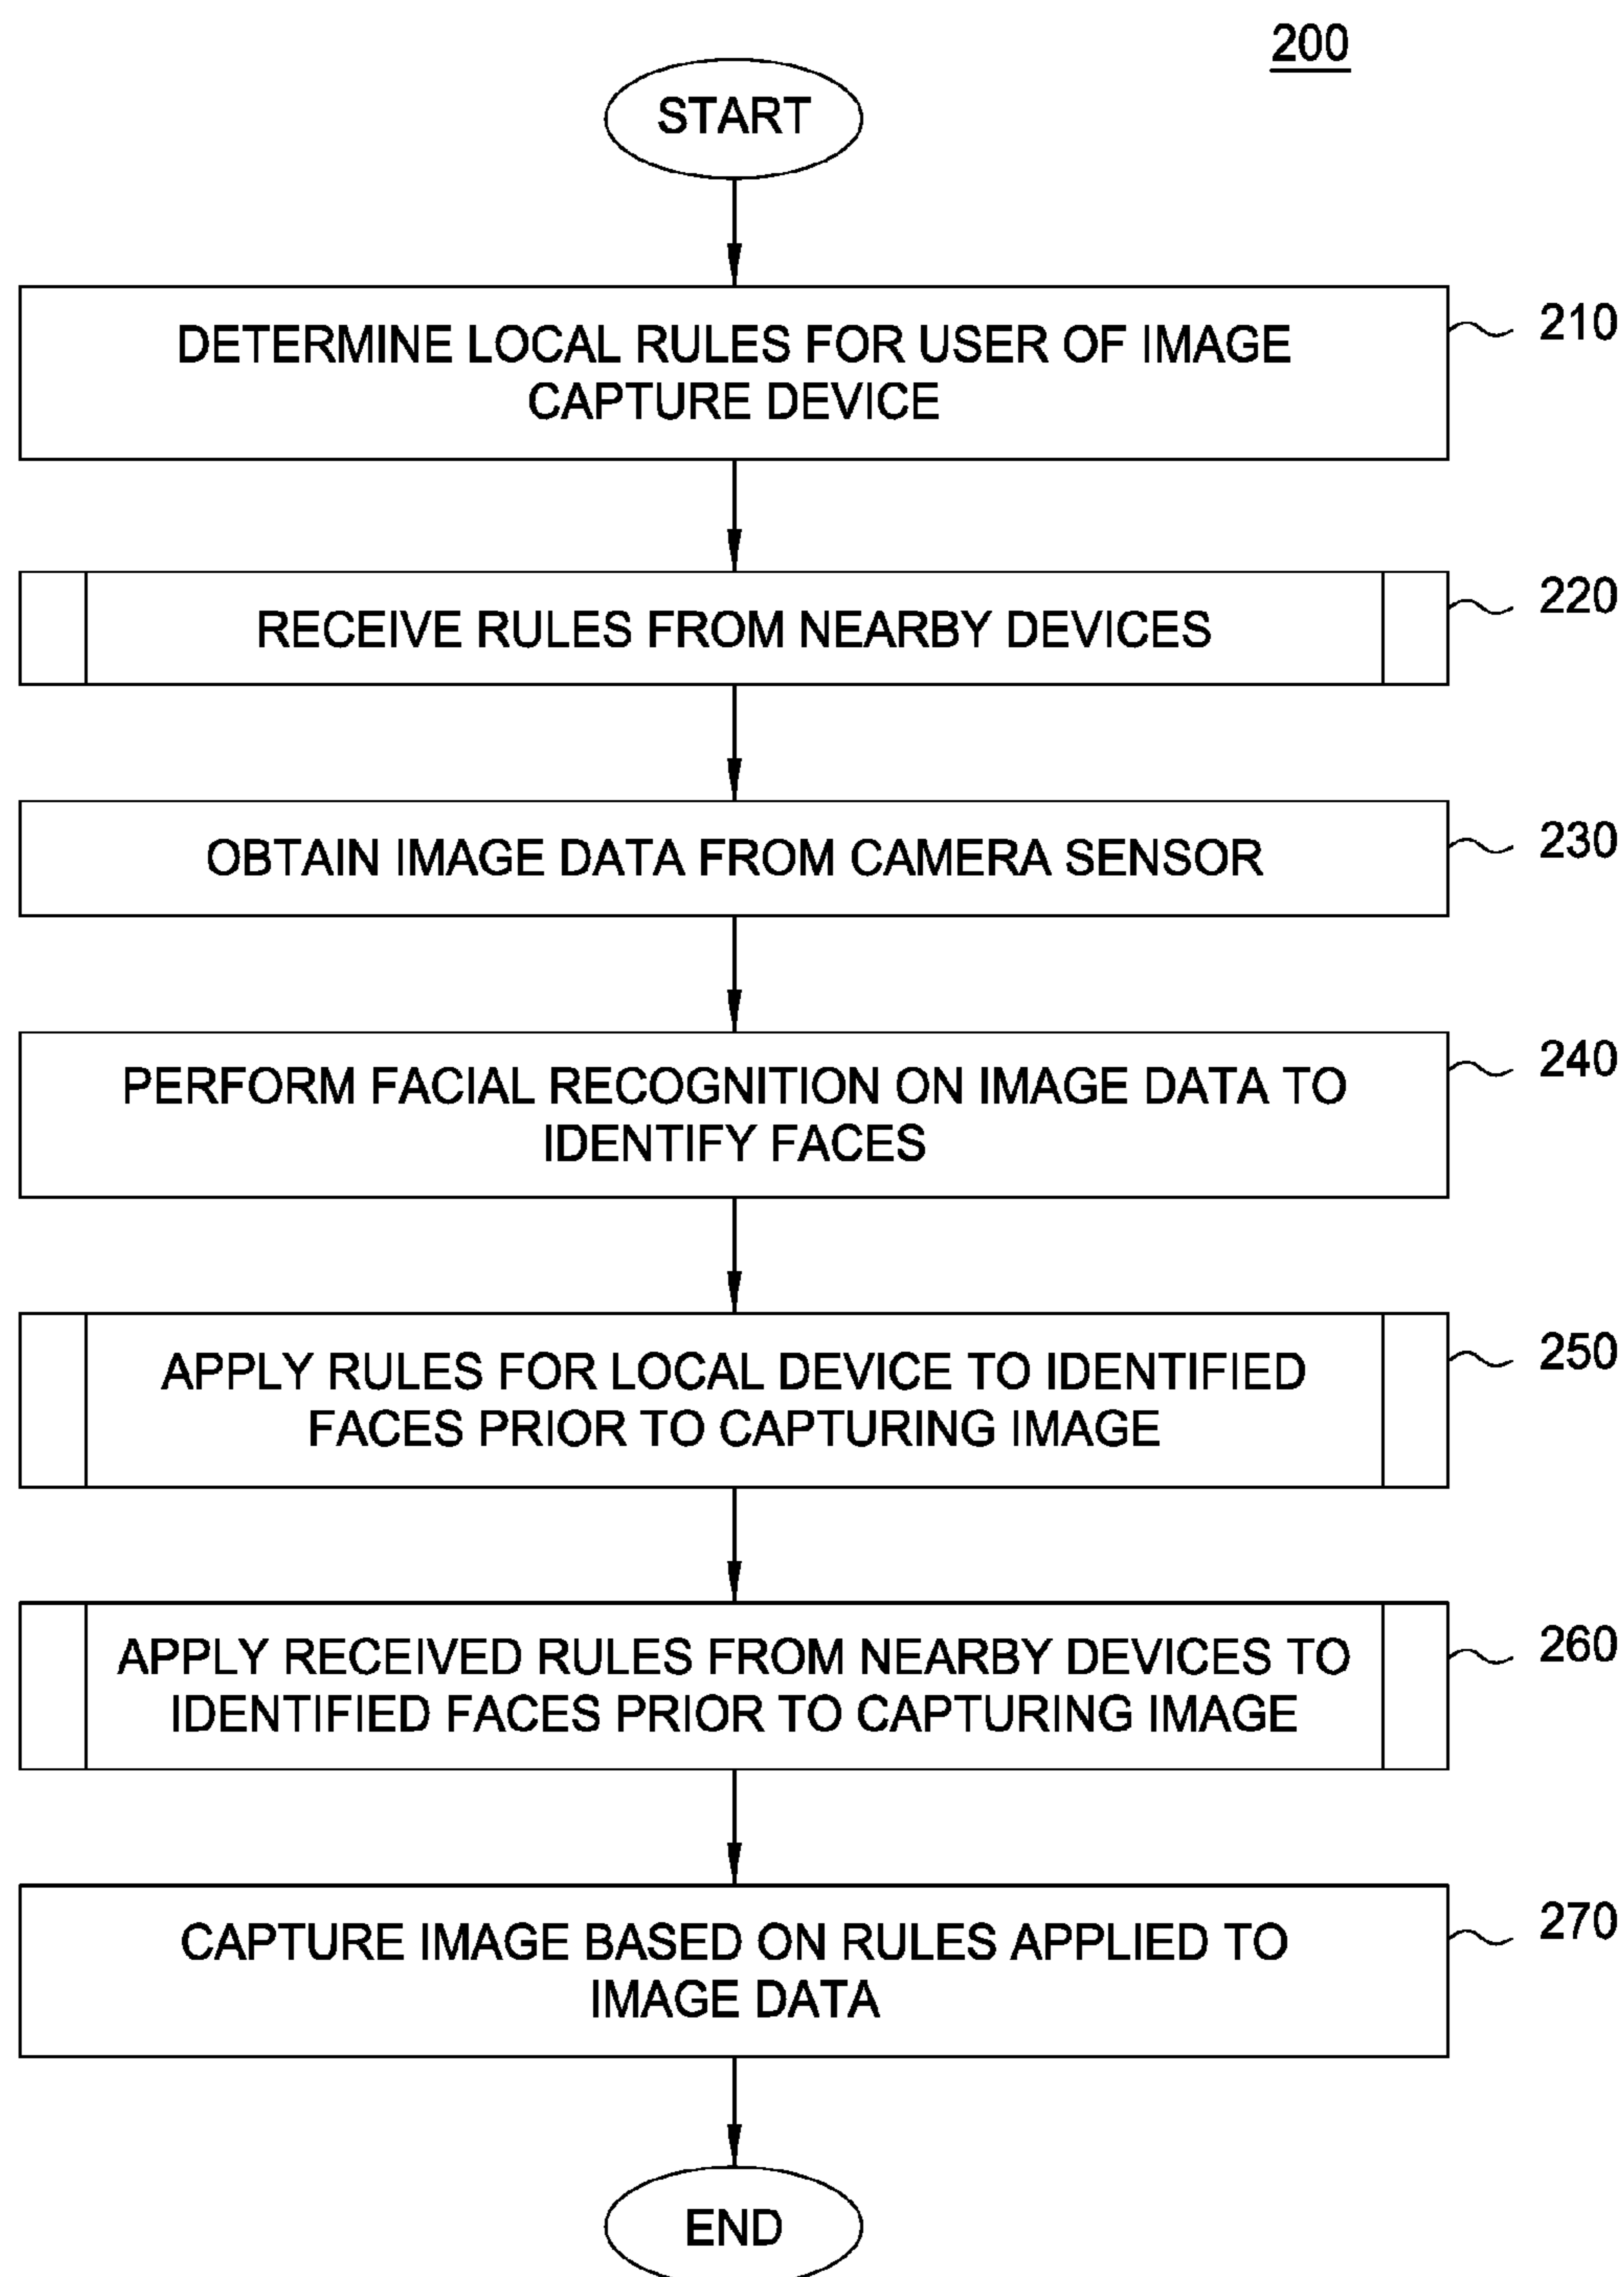 200
START
DETERMINE LOCAL RULES FOR USER OF IMAGE
CAPTURE DEVICE
210
RECEIVE RULES FROM NEARBY DEVICES
220
OBTAIN IMAGE DATA FROM CAMERA SENSOR
230
PERFORM FACIAL RECOGNITION ON IMAGE DATA TO
IDENTIFY FACES
240
APPLY RULES FOR LOCAL DEVICE TO IDENTIFIED
FACES PRIOR TO CAPTURING IMAGE
250
APPLY RECEIVED RULES FROM NEARBY DEVICES TO
IDENTIFIED FACES PRIOR TO CAPTURING IMAGE
260
CAPTURE IMAGE BASED ON RULES APPLIED TO
IMAGE DATA
270
END